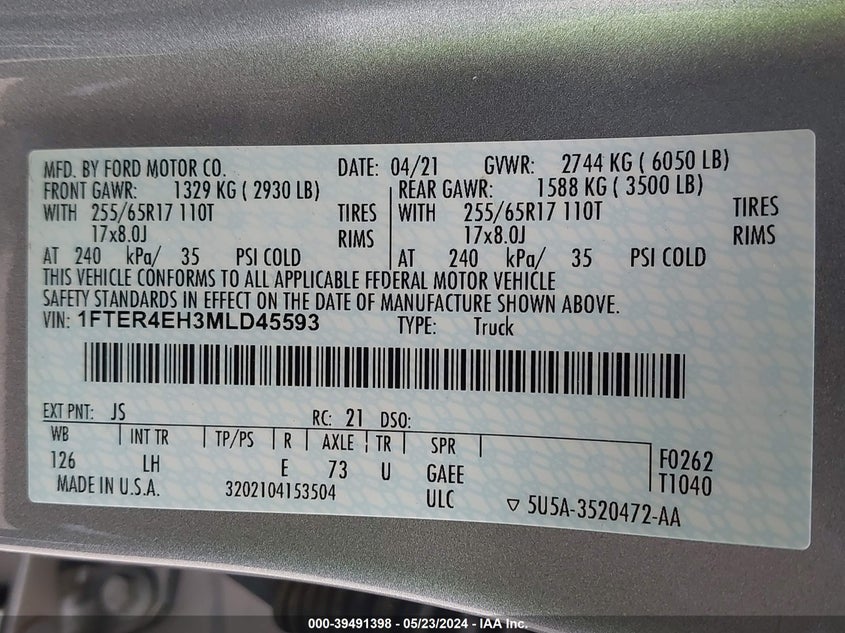 MFD. BY FORD MOTOR CO. DATE: 04/21 GVWR: 2744 KG ( 6050 LB)
FRONT GAWR: 1329 KG ( 2930 LB) REAR GAWR: 1588 KG ( 3500 LB)
WITH 255/65R17 110T TIRES WITH 255/65R17 110T TIRES
17x8.0J RIMS 17x8.0J RIMS
AT 240 kPa/ 35 PSI COLD AT 240 kPa/ 35 PSI COLD
THIS VEHICLE CONFORMS TO ALL APPLICABLE FEDERAL MOTOR VEHICLE
SAFETY STANDARDS IN EFFECT ON THE DATE OF MANUFACTURE SHOWN ABOVE.
VIN: 1FTER4EH3MLD45593 TYPE: Truck
EXT PNT: JS RC: 21 DSO:
WB INT TR TP/PS R AXLE TR SPR
126 LH E 73 U GAEE F0262
T1040
MADE IN U.S.A. 3202104153504 ULC ▽ 5U5A-3520472-AA
000-39491398 - 05/23/2024 - IAA Inc.